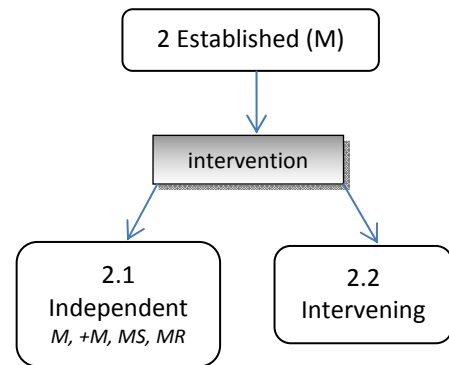 2 Established (M)
intervention
2.1
Independent
M, +M, MS, MR
2.2
Intervening